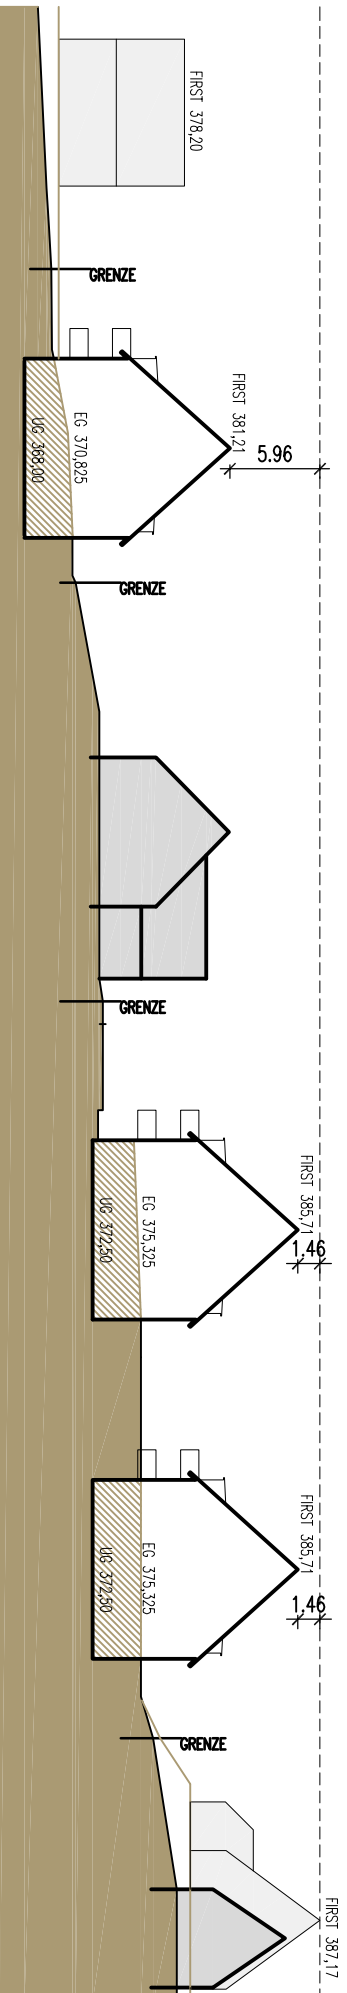 FIRST 378,20
GRENZE
FIRST 381,21
5.96
EG 370,825
UG 368,00
GRENZE
GRENZE
FIRST 385,71
1.46
EG 375,325
UG 372,50
FIRST 385,71
1.46
EG 375,325
UG 372,50
GRENZE
FIRST 387,17